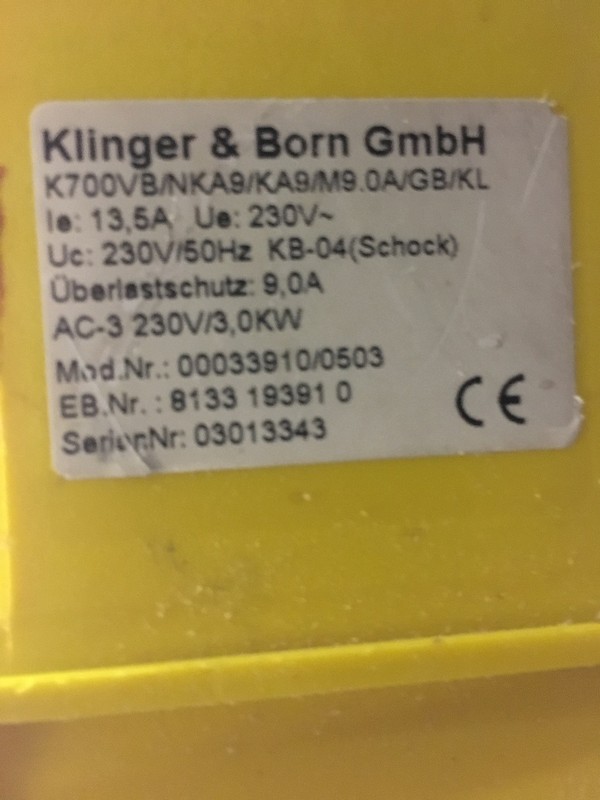 Klinger & Born GmbH
K700VB/NKA9/KA9/M9.0A/GB/KL
Ie: 13,5A Ue: 230V~
Uc: 230V/50Hz KB-04(Schock)
Überlastschutz: 9,0A
AC-3 230V/3,0KW
Mod.Nr.: 00033910/0503
EB.Nr. : 8133 19391 0
SerienNr: 03013343
CE